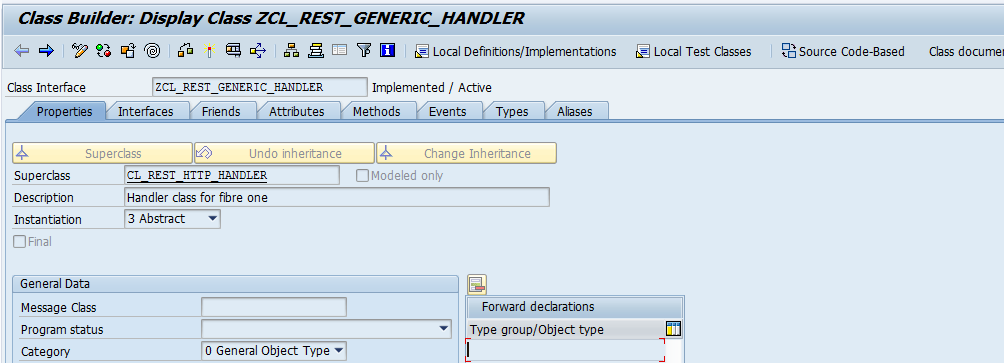 Class Builder: Display Class ZCL_REST_GENERIC_HANDLER
Local Definitions/Implementations Local Test Classes Source Code-Based Class documen
Class Interface ZCL_REST_GENERIC_HANDLER Implemented / Active
Properties Interfaces Friends Attributes Methods Events Types Aliases
Superclass Undo inheritance Change Inheritance
Superclass CL_REST_HTTP_HANDLER Modeled only
Description Handler class for fibre one
Instantiation 3 Abstract
Final
General Data
Forward declarations
Message Class
Type group/Object type
Program status
Category 0 General Object Type